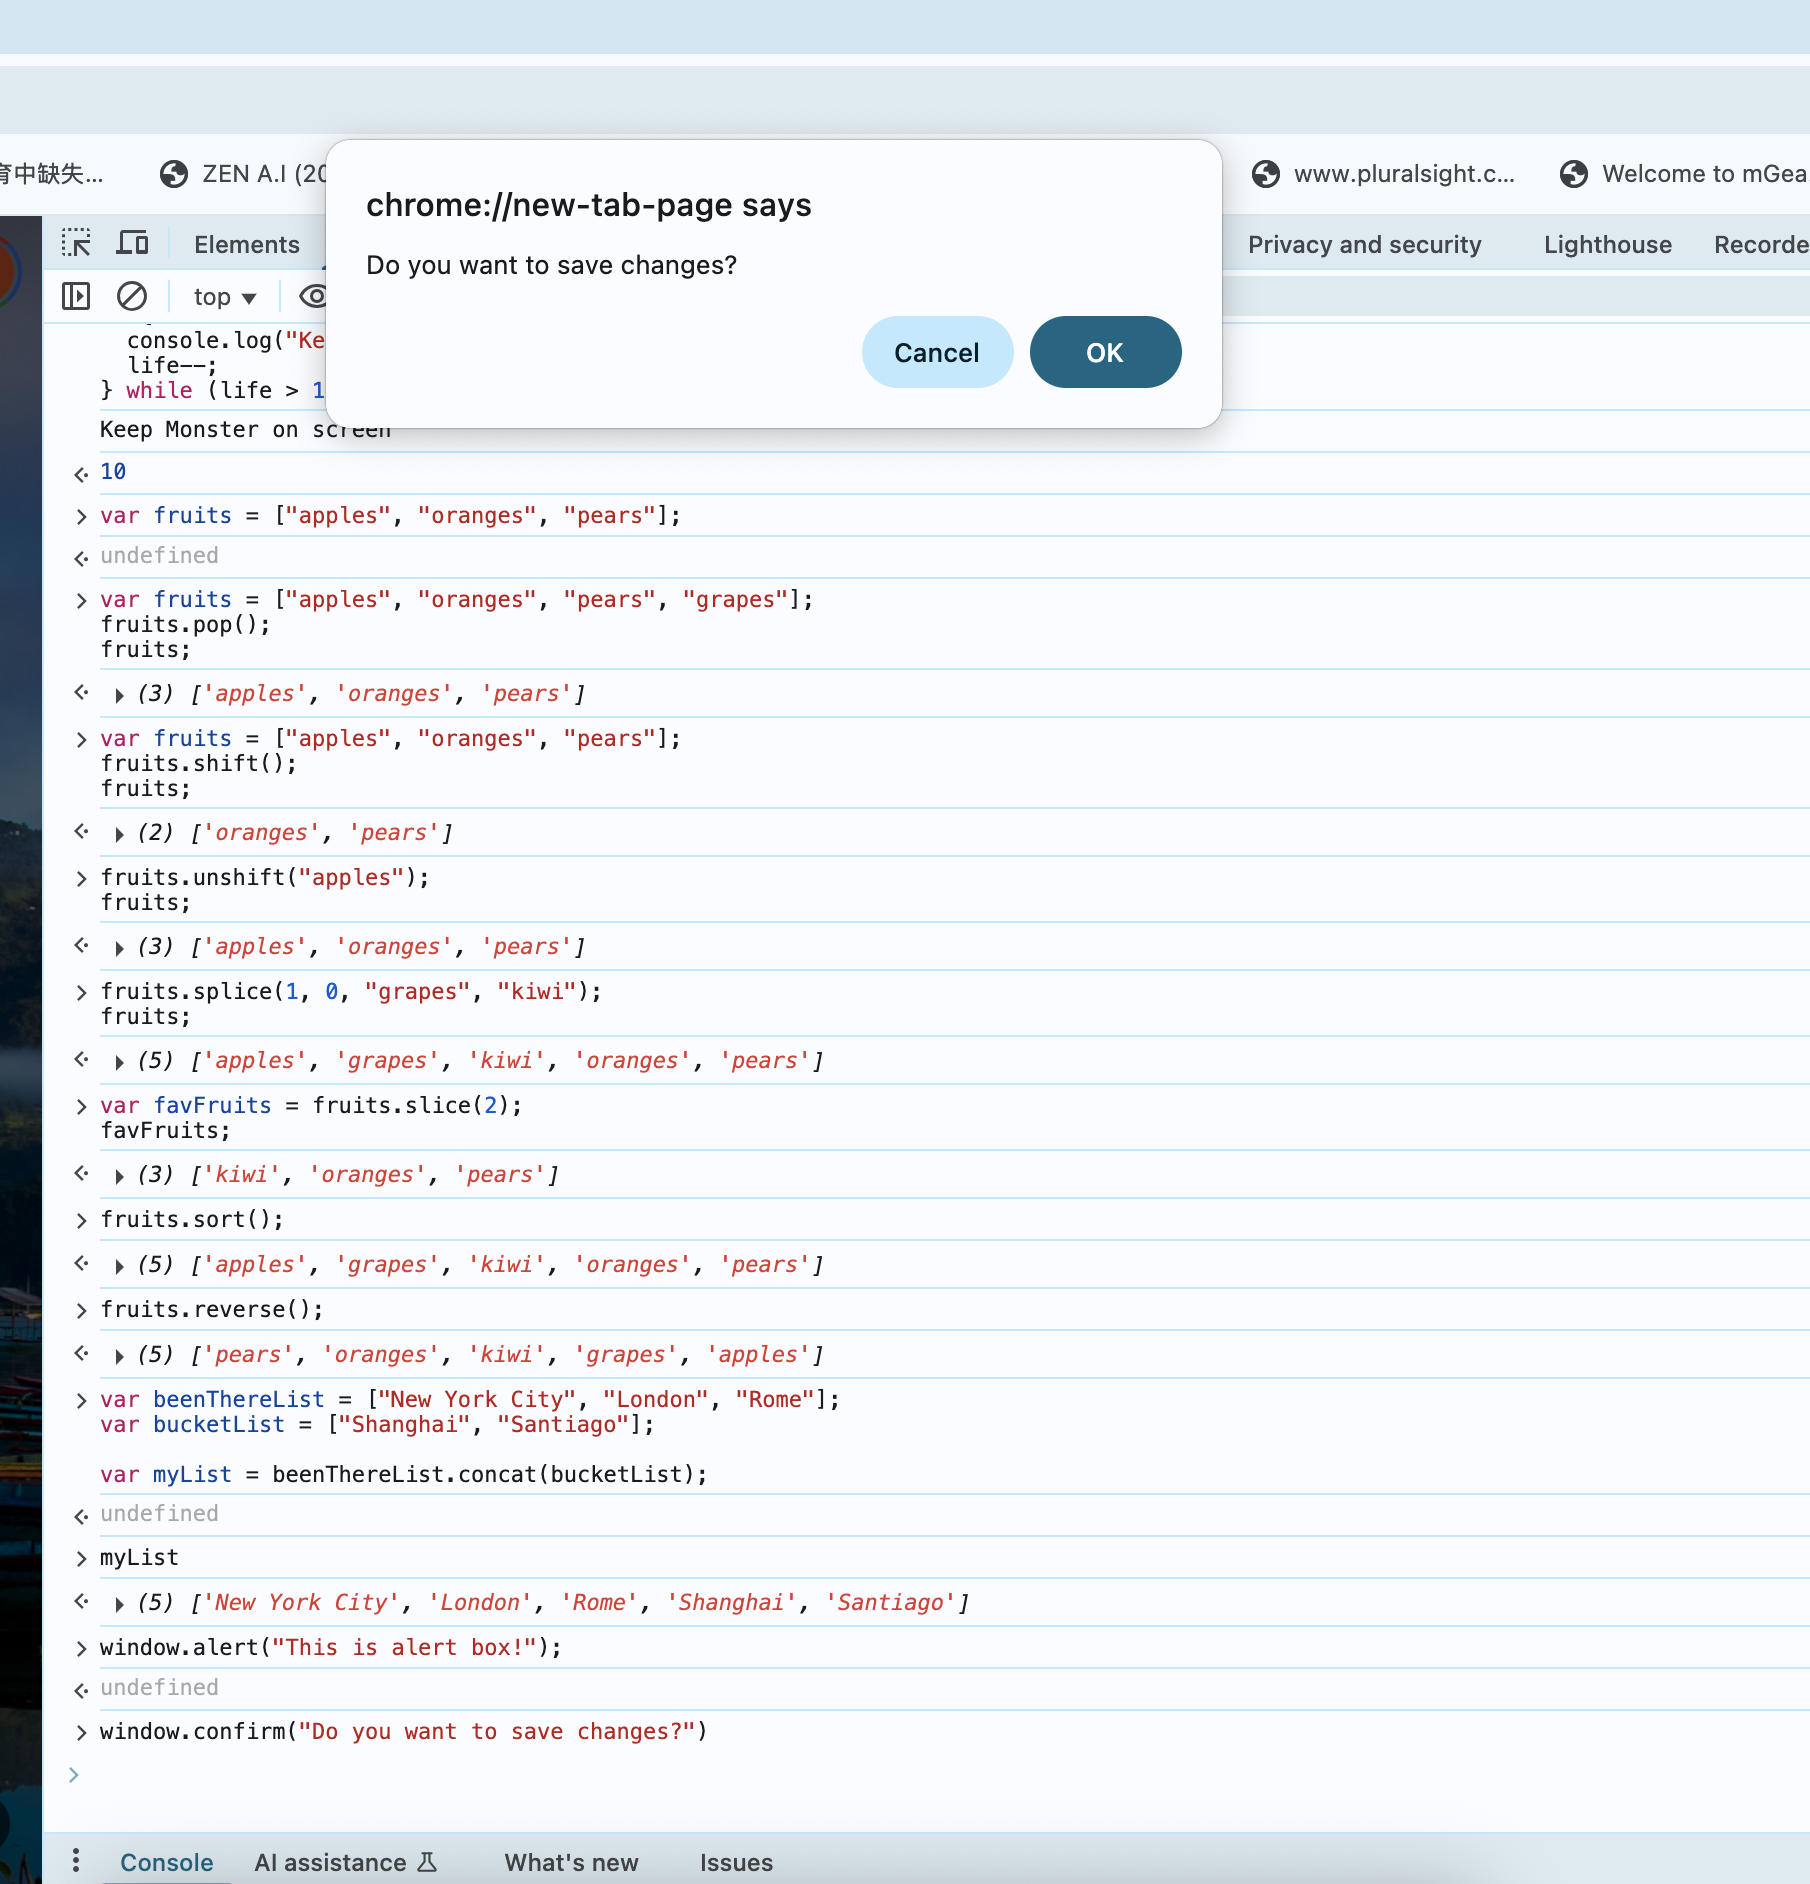 育中缺失...
ZEN A.I (20
www.pluralsight.c...
Welcome to mGea
chrome://new-tab-page says
Do you want to save changes?
Cancel
OK
Elements
Privacy and security
Lighthouse
Recorde
top
console.log("Ke
life--;
} while (life > 1
Keep Monster on screen
10
var fruits = ["apples", "oranges", "pears"];
undefined
var fruits = ["apples", "oranges", "pears", "grapes"];
fruits.pop();
fruits;
(3) ['apples', 'oranges', 'pears']
var fruits = ["apples", "oranges", "pears"];
fruits.shift();
fruits;
(2) ['oranges', 'pears']
fruits.unshift("apples");
fruits;
(3) ['apples', 'oranges', 'pears']
fruits.splice(1, 0, "grapes", "kiwi");
fruits;
(5) ['apples', 'grapes', 'kiwi', 'oranges', 'pears']
var favFruits = fruits.slice(2);
favFruits;
(3) ['kiwi', 'oranges', 'pears']
fruits.sort();
(5) ['apples', 'grapes', 'kiwi', 'oranges', 'pears']
fruits.reverse();
(5) ['pears', 'oranges', 'kiwi', 'grapes', 'apples']
var beenThereList = ["New York City", "London", "Rome"];
var bucketList = ["Shanghai", "Santiago"];
var myList = beenThereList.concat(bucketList);
undefined
myList
(5) ['New York City', 'London', 'Rome', 'Shanghai', 'Santiago']
window.alert("This is alert box!");
undefined
window.confirm("Do you want to save changes?")
Console
AI assistance
What's new
Issues